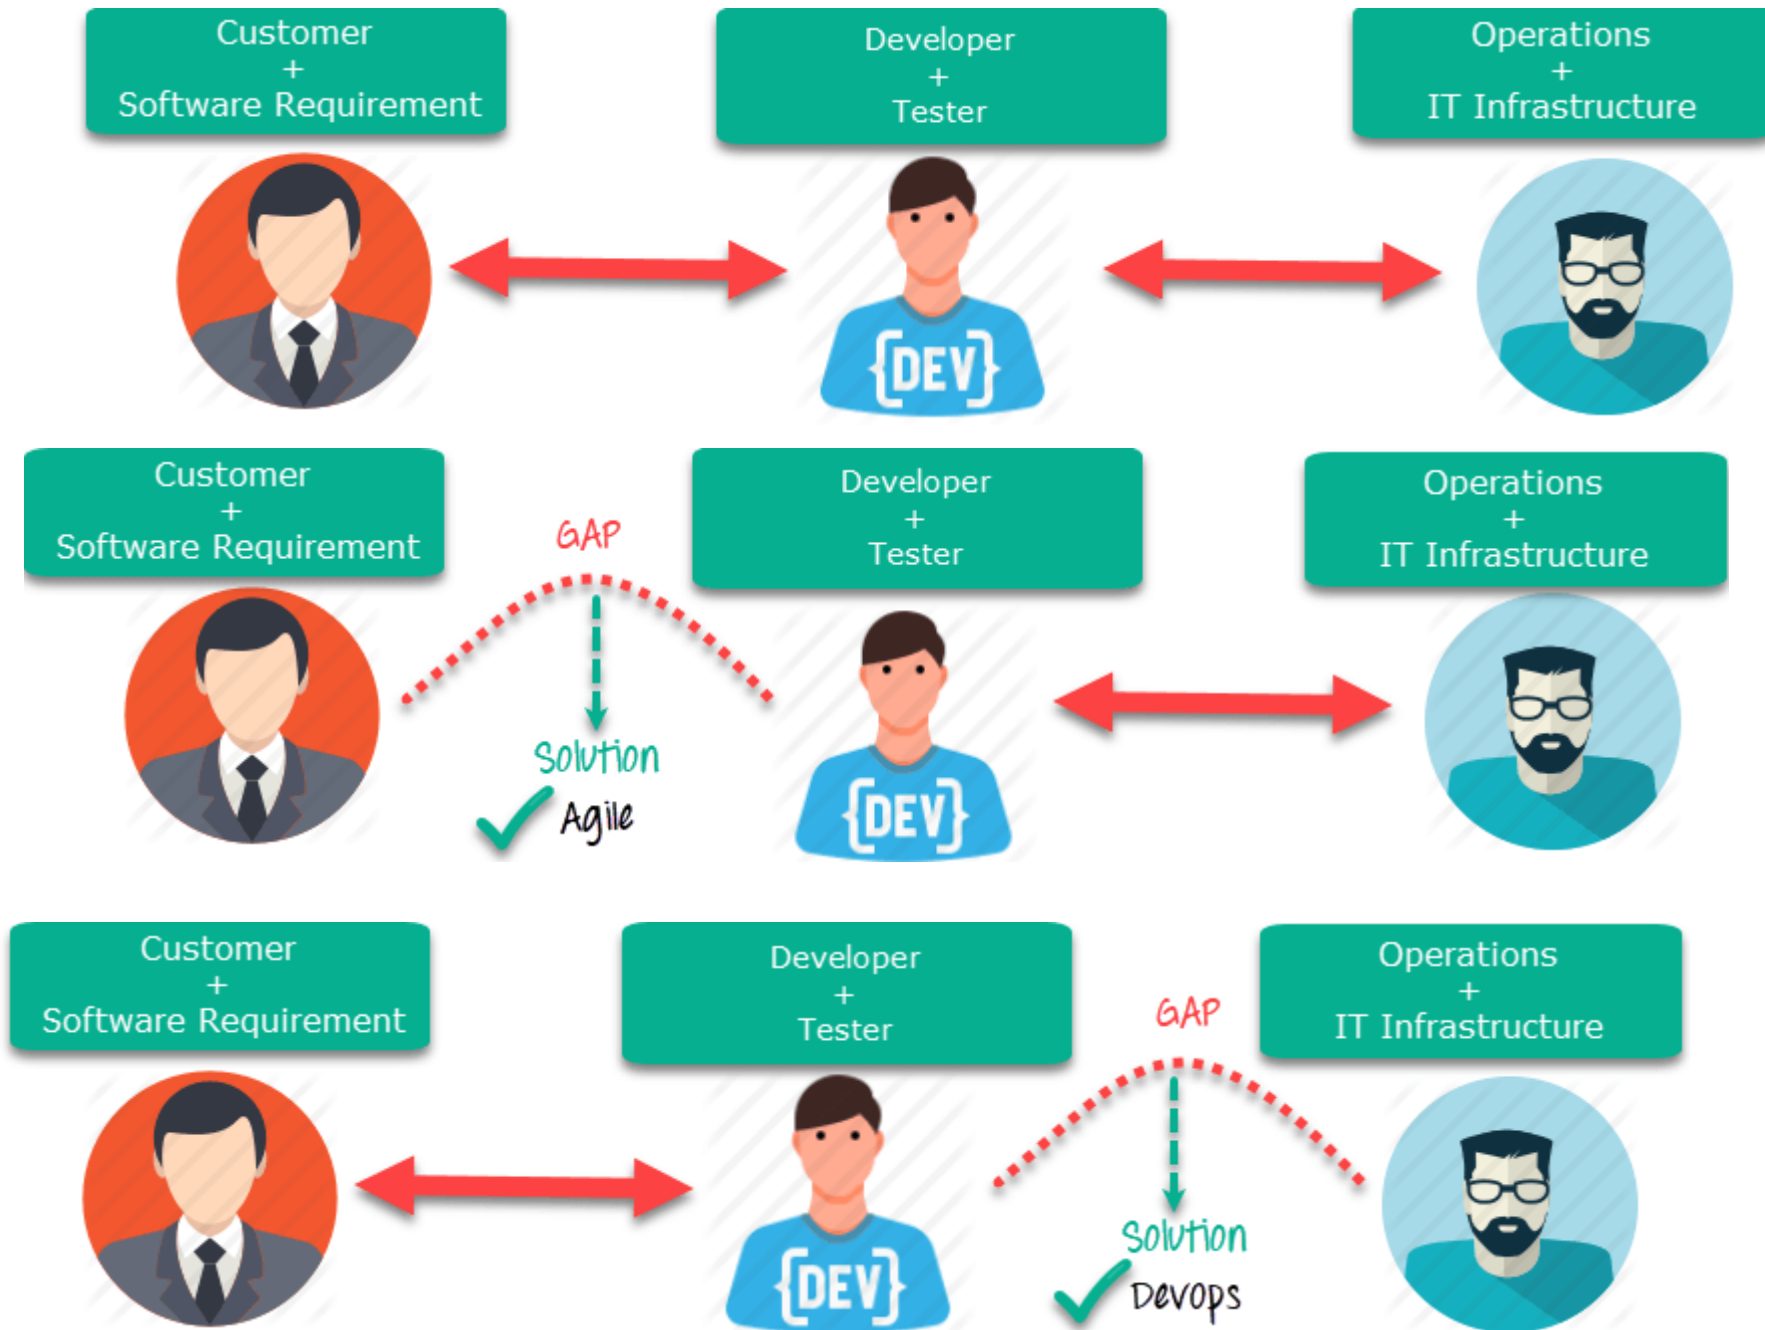 Customer
+
Software Requirement
Developer
+
Tester
Operations
+
IT Infrastructure
{DEV}
Customer
+
Software Requirement
GAP
Solution
Agile
Developer
+
Tester
{DEV}
Operations
+
IT Infrastructure
Customer
+
Software Requirement
Developer
+
Tester
{DEV}
GAP
Solution
Devops
Operations
+
IT Infrastructure